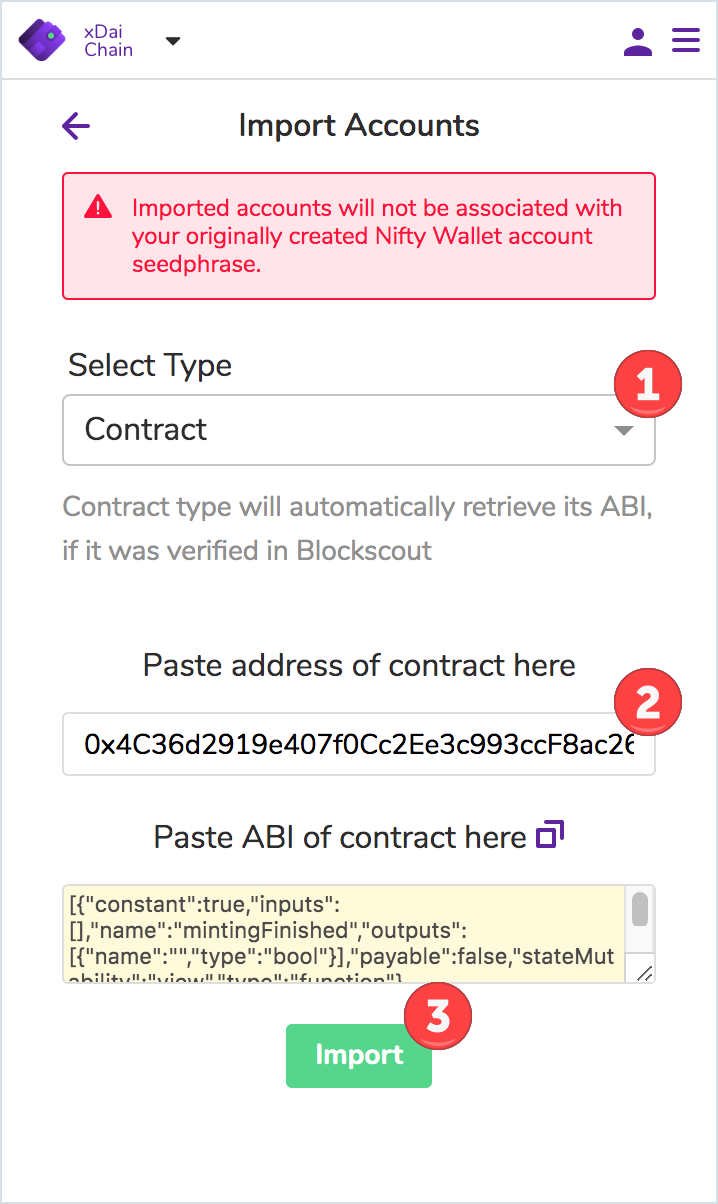 xDai
Chain
Import Accounts
Imported accounts will not be associated with
your originally created Nifty Wallet account
seedphrase.
Select Type
1
Contract
Contract type will automatically retrieve its ABI,
if it was verified in Blockscout
Paste address of contract here
2
0x4C36d2919e407f0Cc2Ee3c993ccF8ac26
Paste ABI of contract here
[{"constant":true,"inputs":
[],"name":"mintingFinished","outputs":
[{"name":"","type":"bool"}],"payable":false,"stateMut
ability":"view","type":"function"},
3
Import